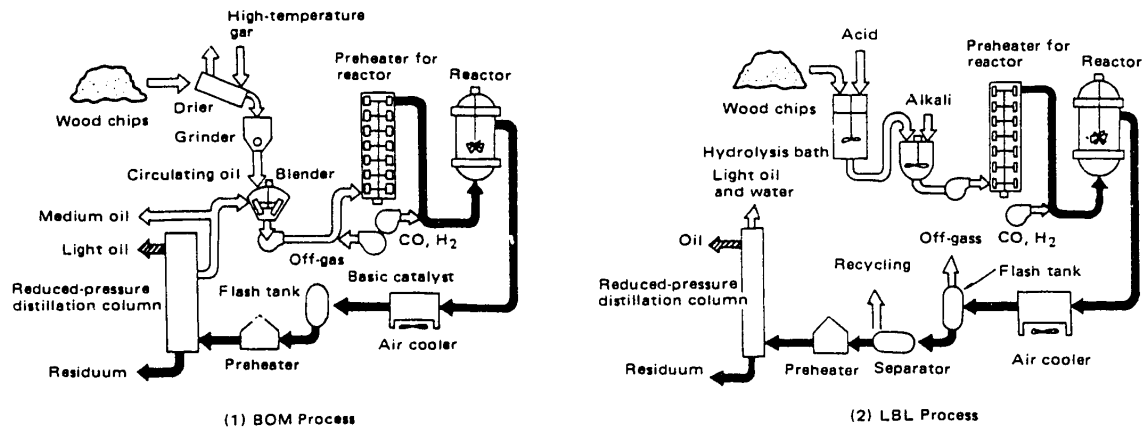 High-temperature
gar
Preheater for
reactor
Reactor
Wood chips
Drier
Grinder
Circulating oil
Blender
Medium oil
Light oil
CO, H2
Off-gas
Basic catalyst
Flash tank
Reduced-pressure
distillation column
Air cooler
Preheater
Residuum
(1) BOM Process
Acid
Preheater for
reactor
Reactor
Wood chips
Alkali
Hydrolysis bath
Light oil
and water
CO, H2
Oil
Off-gass
Recycling
Flash tank
Reduced-pressure
distillation column
Air cooler
Preheater
Separator
Residuum
(2) LBL Process